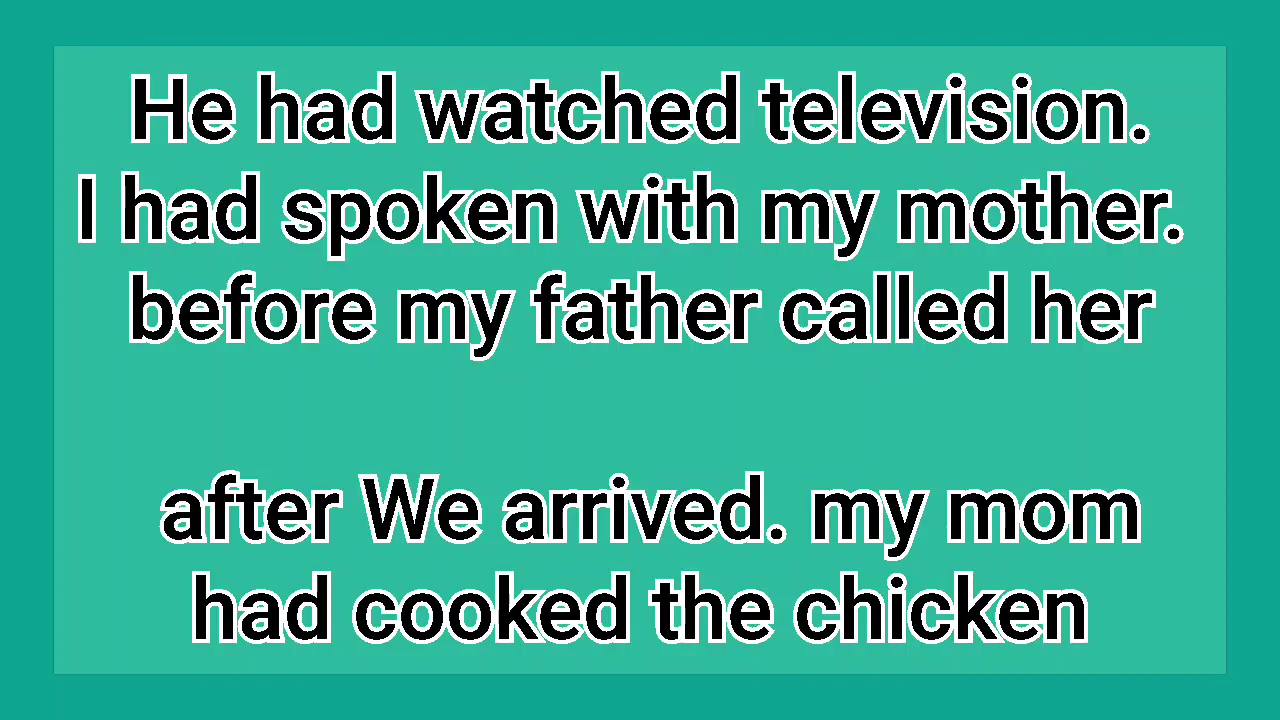 He had watched television.
I had spoken with my mother.
before my father called her
after We arrived. my mom
had cooked the chicken